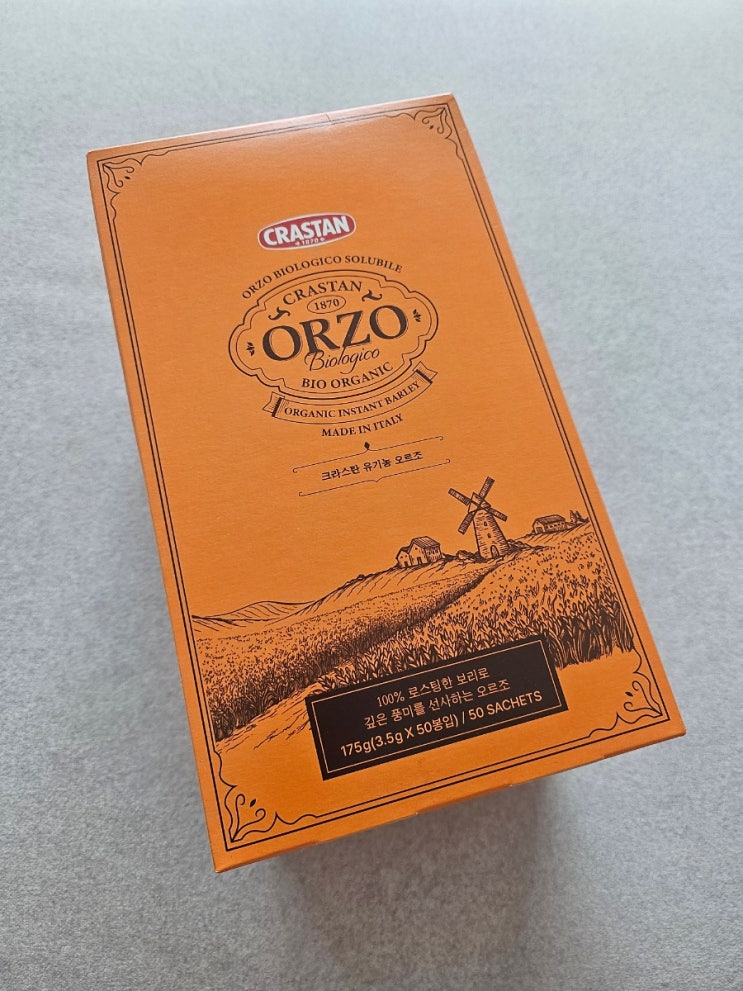 CRASTAN
1870
ORZO BIOLOGICO SOLUBILE
CRASTAN
1870
ORZO
Biologico
BIO ORGANIC
ORGANIC INSTANT BARLEY
MADE IN ITALY
크라스탄 유기농 오르조
100% 로스팅한 보리로
깊은 풍미를 선사하는 오르조
175g(3.5g X 50봉입) / 50 SACHETS